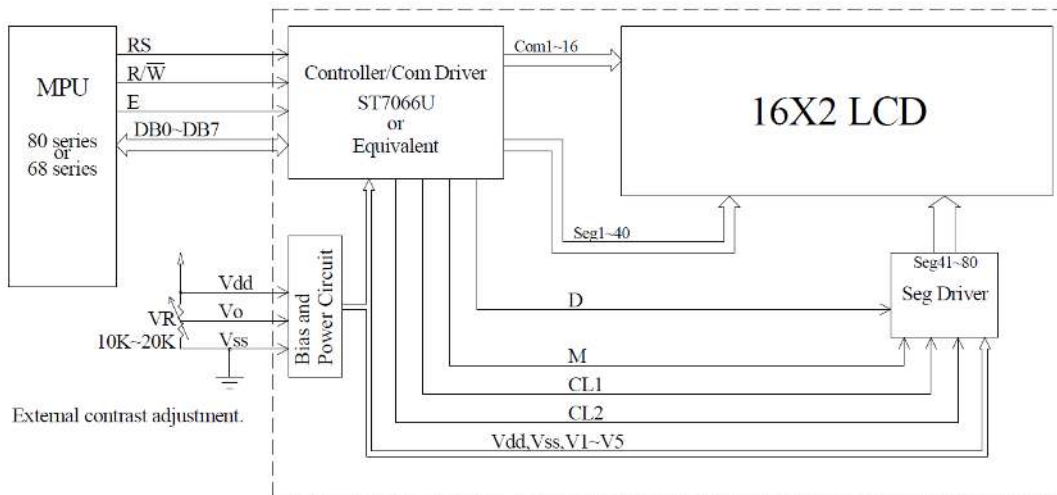 MPU
80 series
or
68 series
RS
R/W̅
E
DB0~DB7
Controller/Com Driver
ST7066U
or
Equivalent
Com1~16
16X2 LCD
Seg1~40
Seg41~80
Seg Driver
Vdd
Vo
Vss
VR
10K~20K
Bias and
Power Circuit
D
M
CL1
CL2
Vdd,Vss,V1~V5
External contrast adjustment.